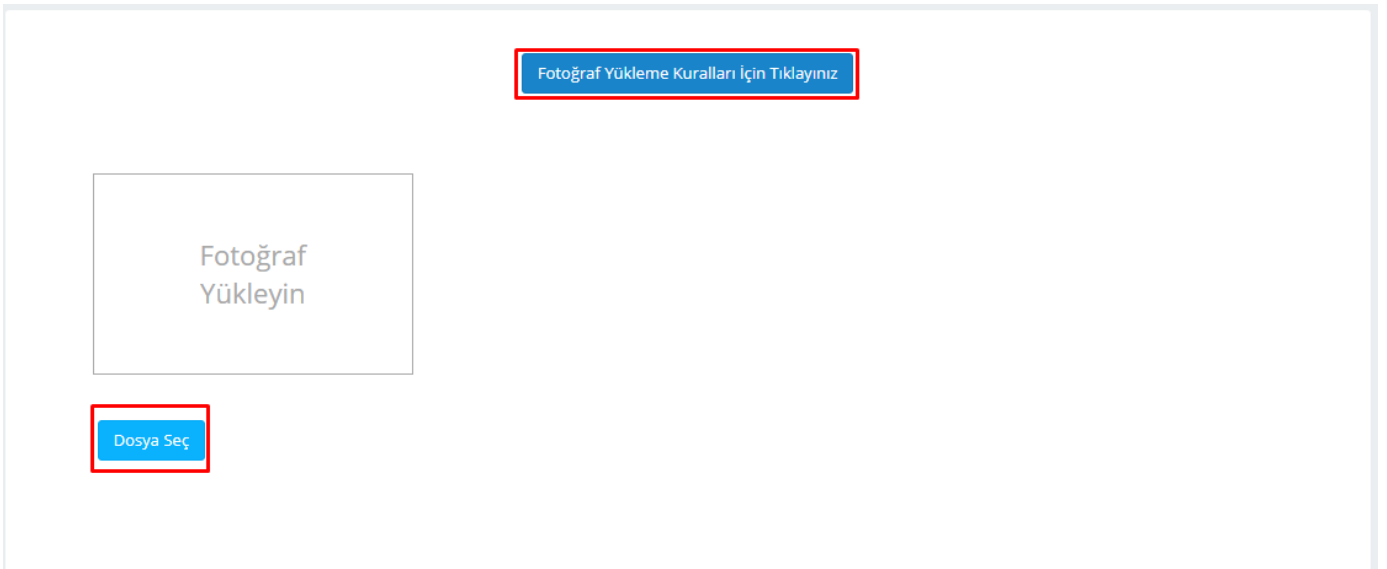 Fotoğraf Yükleme Kuralları İçin Tıklayınız
Fotoğraf
Yükleyin
Dosya Seç